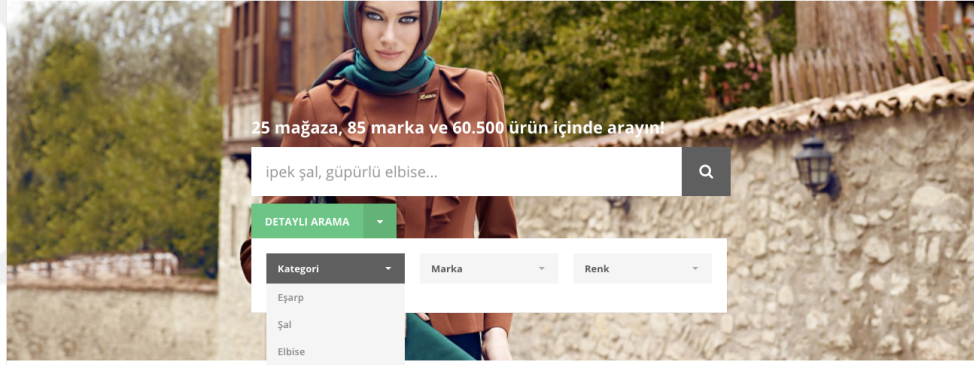 25 mağaza, 85 marka ve 60.500 ürün içinde arayın!
ipek şal, güpürlü elbise...
DETAYLI ARAMA
Kategori
Marka
Renk
Eşarp
Şal
Elbise